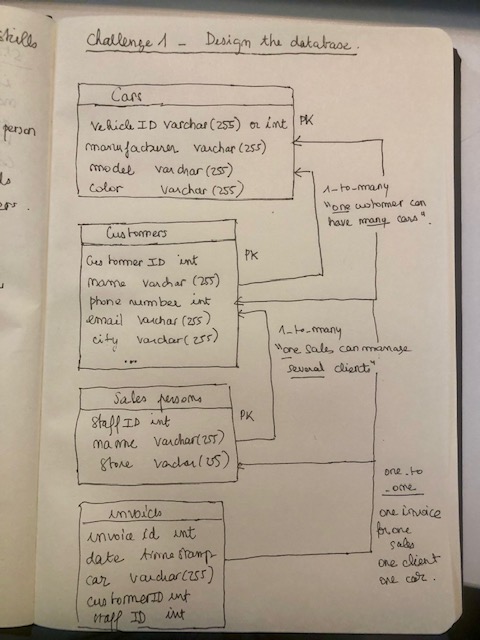 skills
person
Challenge 1 - Design the database.
Cars
Vehicle ID varchar(255) or int PK
manufacturer varchar(255)
model varchar(255)
color varchar(255)
1-to-many
"one customer can
have many cars".
Customers
Customer ID int PK
name varchar(255)
phone number int
email varchar(255)
city varchar(255)
...
1-to-many
"one sales can manage
several clients".
Sales persons
Staff ID int PK
name varchar(255)
store varchar(255)
one-to
-one
one invoice
for one
sales
one client
one car.
invoices
invoice id int
date timestamp
car varchar(255)
customerID int
staff ID int